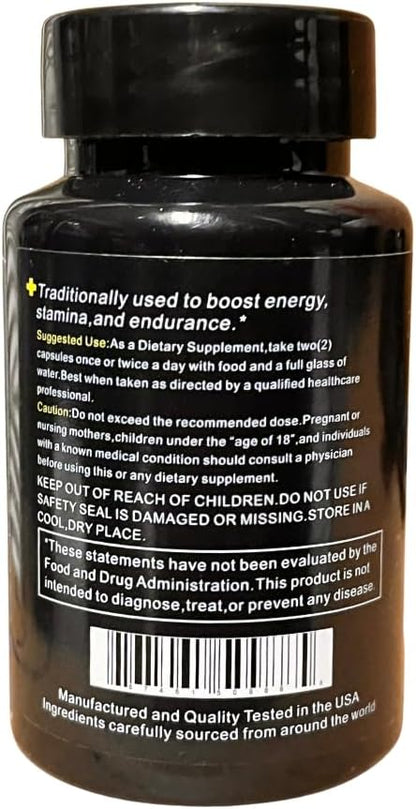 Traditionally used to boost energy,
stamina,and endurance.*
Suggested Use:As a Dietary Supplement,take two(2)
capsules once or twice a day with food and a full glass of
water.Best when taken as directed by a qualified healthcare
professional.
Caution:Do not exceed the recommended dose.Pregnant or
nursing mothers,children under the "age of 18",and individuals
with a known medical condition should consult a physician
before using this or any dietary supplement.
KEEP OUT OF REACH OF CHILDREN.DO NOT USE IF
SAFETY SEAL IS DAMAGED OR MISSING.STORE IN A
COOL,DRY PLACE.
*These statements have not been evaluated by the
Food and Drug Administration.This product is not
intended to diagnose,treat,or prevent any disease.
Manufactured and Quality Tested in the USA
Ingredients carefully sourced from around the world